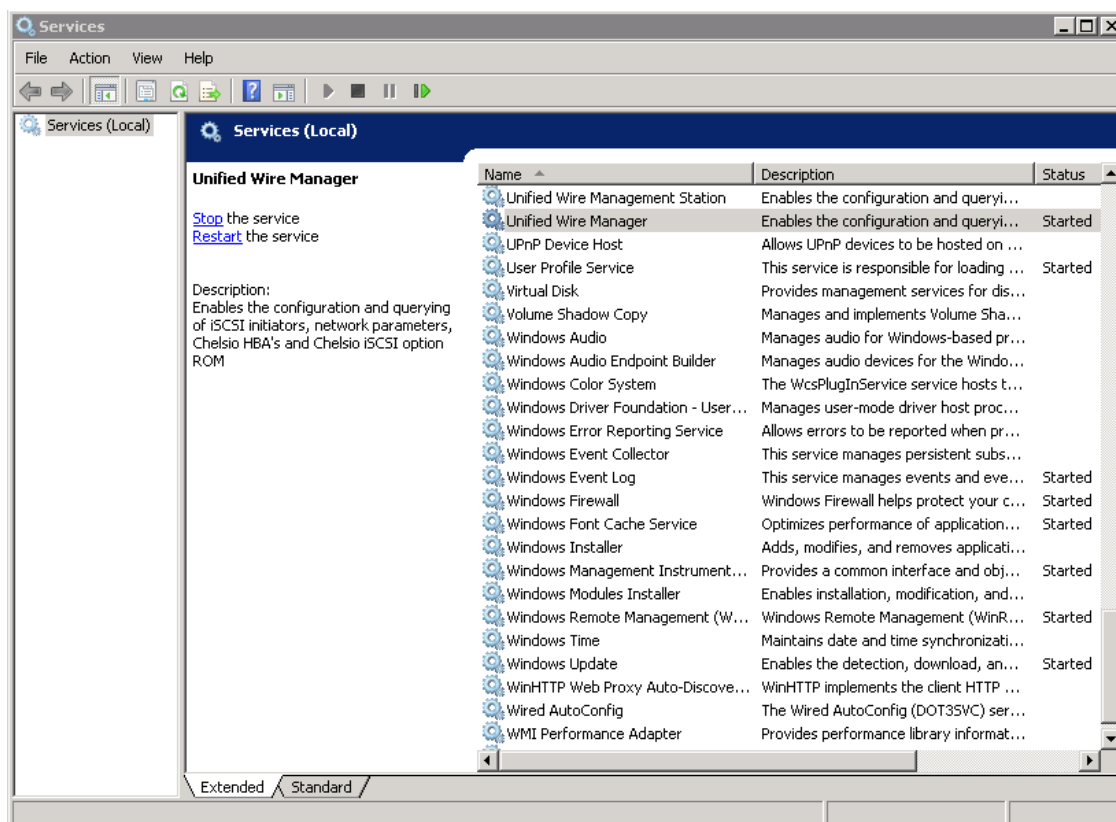 Services
File Action View Help
Services (Local)
Services (Local)
Unified Wire Manager
Stop the service
Restart the service
Description:
Enables the configuration and querying
of iSCSI initiators, network parameters,
Chelsio HBA's and Chelsio iSCSI option
ROM
Name Description Status
Unified Wire Management Station Enables the configuration and queryi...
Unified Wire Manager Enables the configuration and queryi... Started
UPnP Device Host Allows UPnP devices to be hosted on ...
User Profile Service This service is responsible for loading ... Started
Virtual Disk Provides management services for dis...
Volume Shadow Copy Manages and implements Volume Sha...
Windows Audio Manages audio for Windows-based pr...
Windows Audio Endpoint Builder Manages audio devices for the Windo...
Windows Color System The WcsPlugInService service hosts t...
Windows Driver Foundation - User... Manages user-mode driver host proc...
Windows Error Reporting Service Allows errors to be reported when pr...
Windows Event Collector This service manages persistent subs...
Windows Event Log This service manages events and eve... Started
Windows Firewall Windows Firewall helps protect your c... Started
Windows Font Cache Service Optimizes performance of application... Started
Windows Installer Adds, modifies, and removes applicati...
Windows Management Instrument... Provides a common interface and obj... Started
Windows Modules Installer Enables installation, modification, and...
Windows Remote Management (W... Windows Remote Management (WinR... Started
Windows Time Maintains date and time synchronizati...
Windows Update Enables the detection, download, an... Started
WinHTTP Web Proxy Auto-Discove... WinHTTP implements the client HTTP ...
Wired AutoConfig The Wired AutoConfig (DOT3SVC) ser...
WMI Performance Adapter Provides performance library informat...
Extended Standard